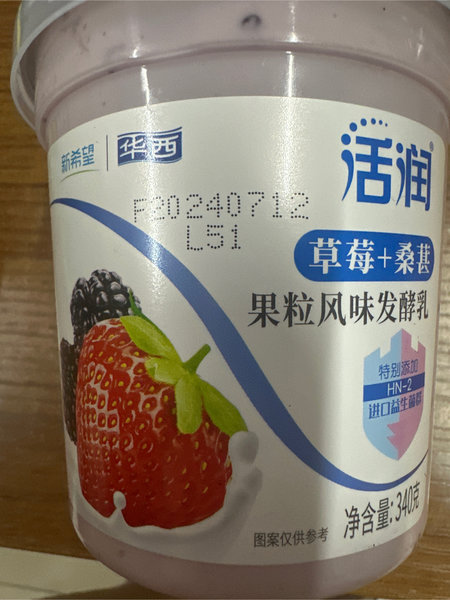 新希望 华西
活润
P20240712
L51
草莓+桑葚
果粒风味发酵乳
特别添加
HN-2
进口益生菌
净含量:340克
图案仅供参考